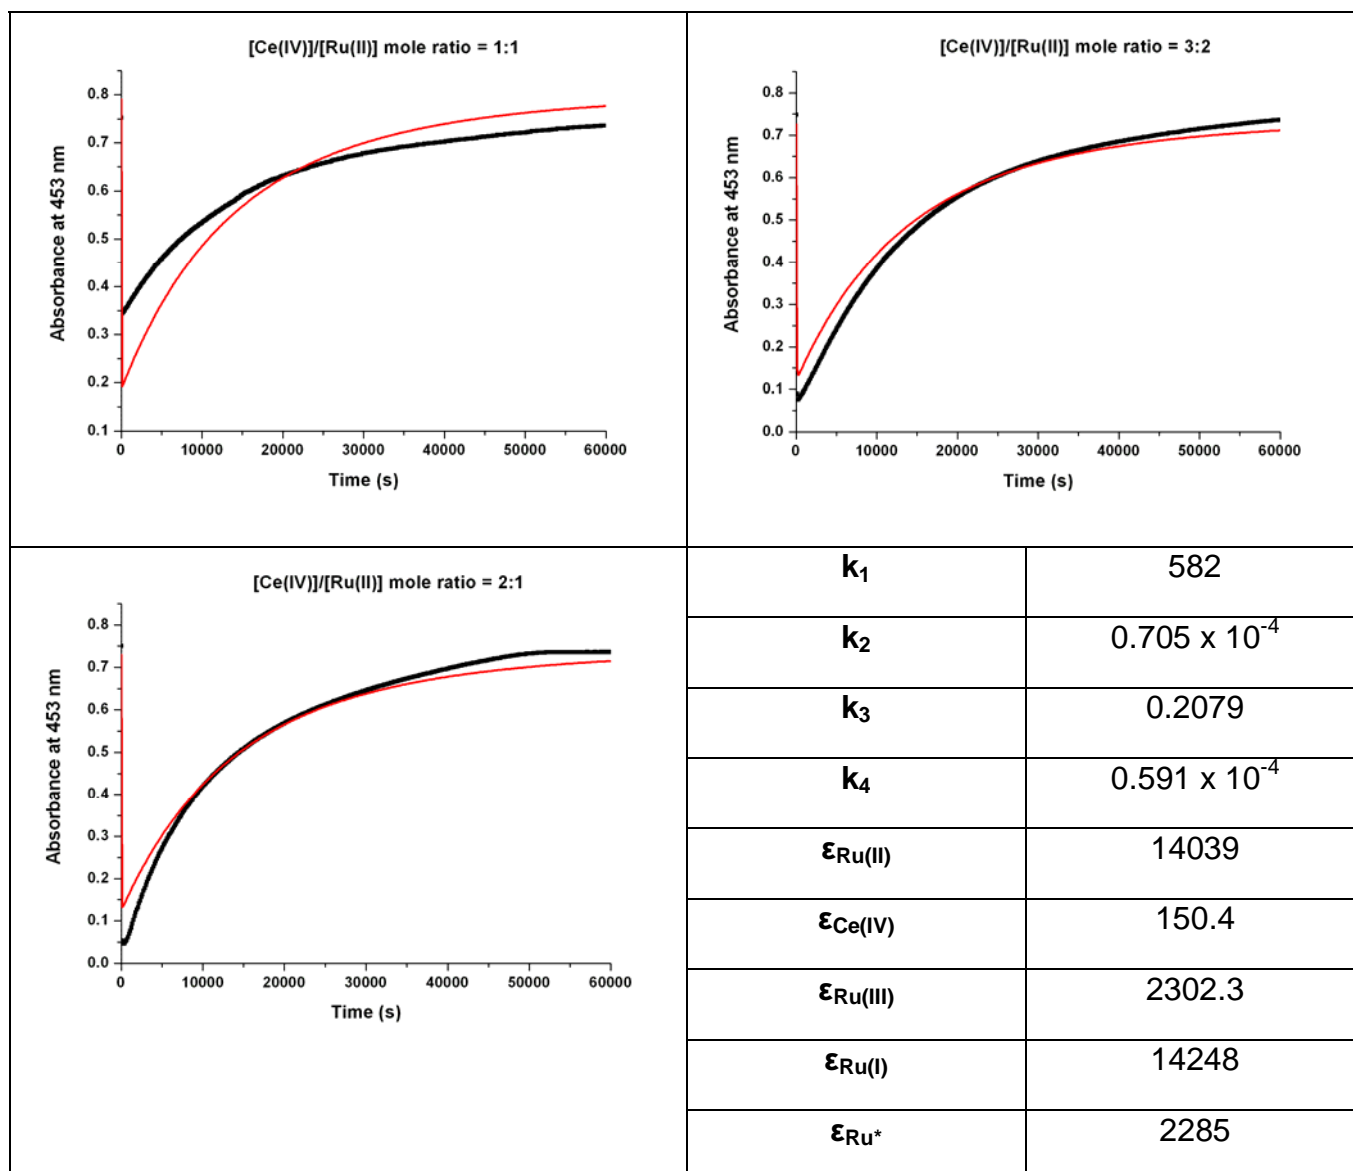 [Ce(IV)]/[Ru(II)] mole ratio = 1:1
0.8
0.7
0.6
0.5
0.4
0.3
0.2
0.1
Absorbance at 453 nm
0 10000 20000 30000 40000 50000 60000
Time (s)
[Ce(IV)]/[Ru(II)] mole ratio = 3:2
0.8
0.7
0.6
0.5
0.4
0.3
0.2
0.1
0.0
Absorbance at 453 nm
0 10000 20000 30000 40000 50000 60000
Time (s)
[Ce(IV)]/[Ru(II)] mole ratio = 2:1
0.8
0.7
0.6
0.5
0.4
0.3
0.2
0.1
0.0
Absorbance at 453 nm
0 10000 20000 30000 40000 50000 60000
Time (s)
k1 582
k2 0.705 x 10-4
k3 0.2079
k4 0.591 x 10-4
εRu(II) 14039
εCe(IV) 150.4
εRu(III) 2302.3
εRu(I) 14248
εRu* 2285